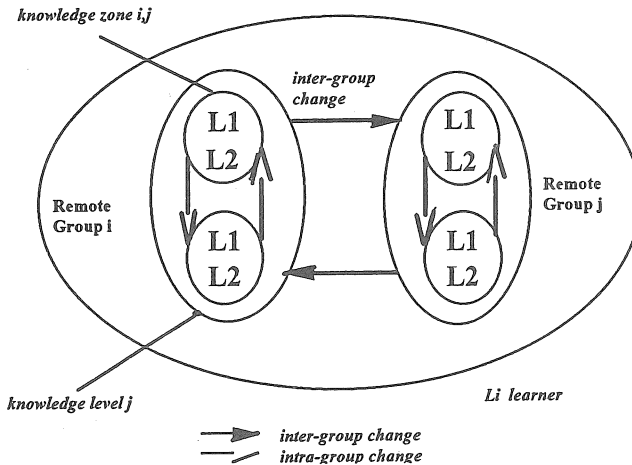 knowledge zone i,j
inter-group
change
L1
L2
L1
L2
Remote
Group i
Remote
Group j
L1
L2
L1
L2
knowledge level j
Li learner
inter-group change
intra-group change